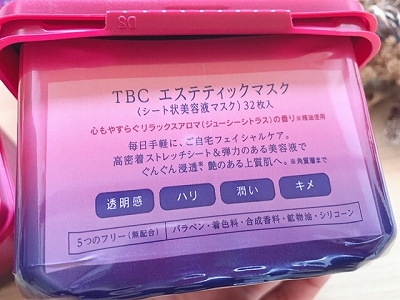 DS
TBC エステティックマスク
〈シート状美容液マスク〉32枚入
心もやすらぐリラックスアロマ(ジューシーシトラス)の香り※精油使用
毎日手軽に、ご自宅フェイシャルケア。
高密着ストレッチシート&弾力のある美容液で
ぐんぐん浸透※、艶のある上質肌へ。※角質層まで
透明感 ハリ 潤い キメ
5つのフリー(無配合) パラベン・着色料・合成香料・鉱物油・シリコーン